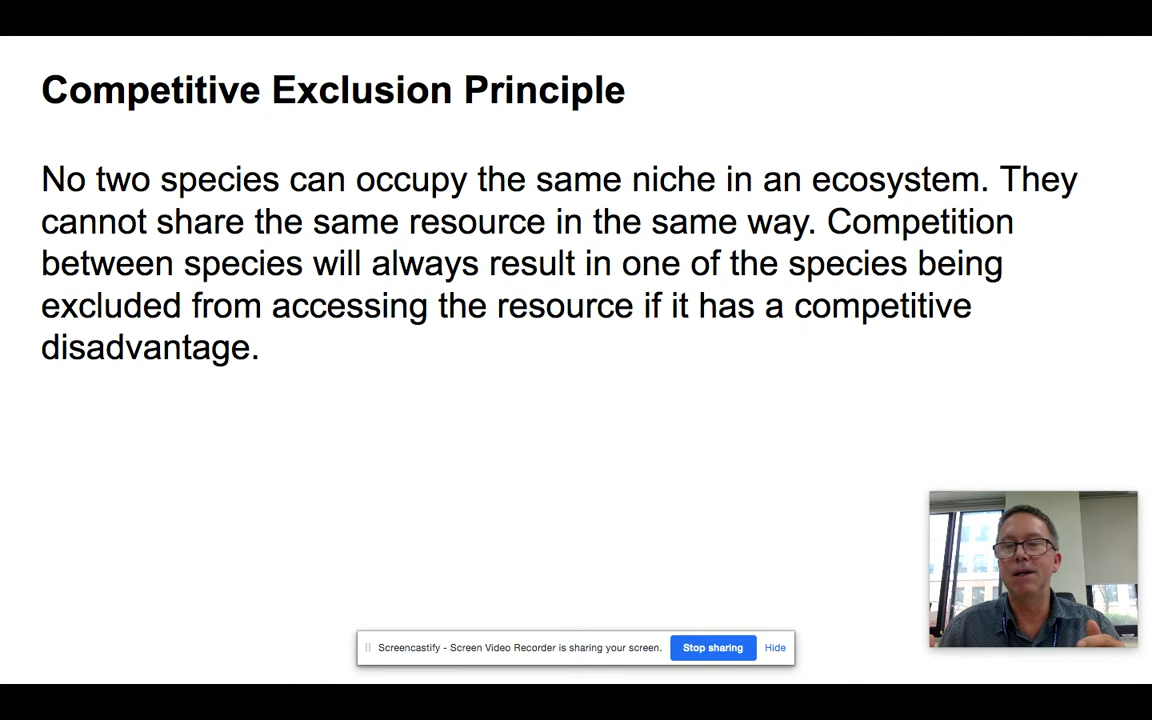 Competitive Exclusion Principle
No two species can occupy the same niche in an ecosystem. They
cannot share the same resource in the same way. Competition
between species will always result in one of the species being
excluded from accessing the resource if it has a competitive
disadvantage.
Screencastify - Screen Video Recorder is sharing your screen. Stop sharing Hide